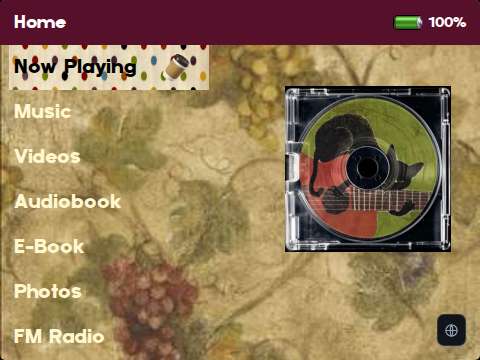 Home
100%
Now Playing
Music
Videos
Audiobook
E-Book
Photos
FM Radio